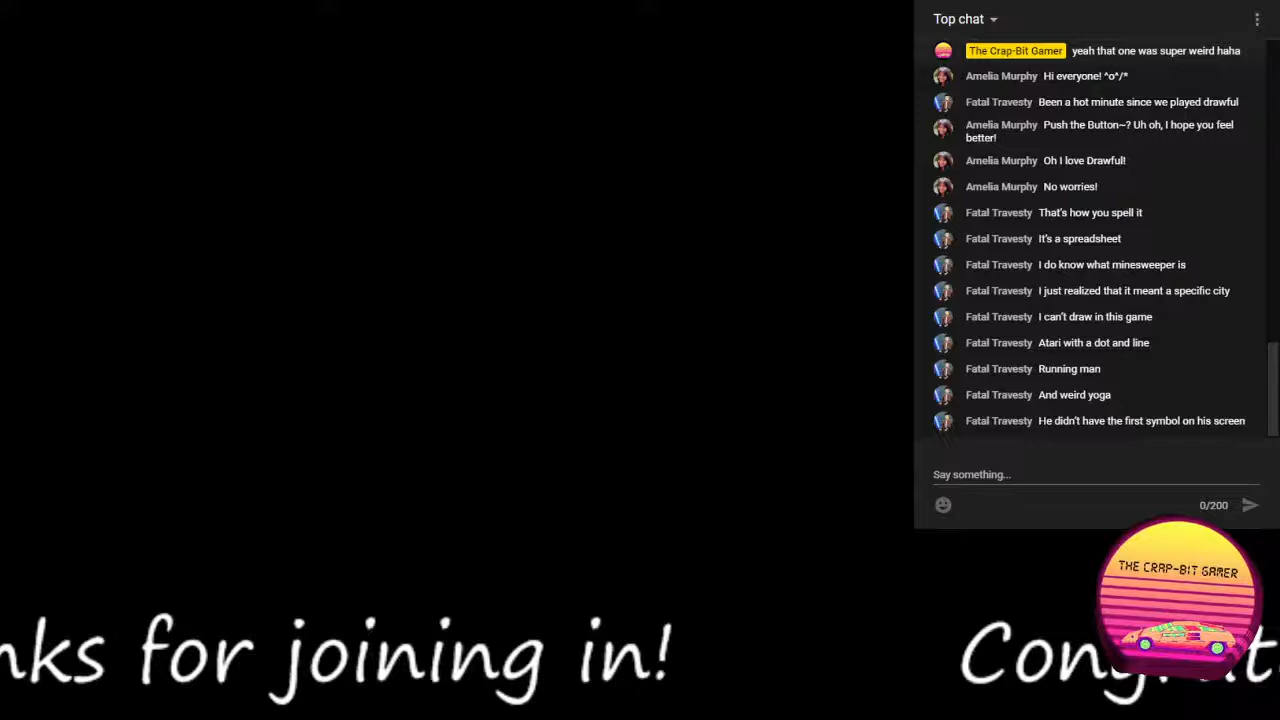 Top chat
The Crap-Bit Gamer yeah that one was super weird haha
Amelia Murphy Hi everyone! ^o^/*
Fatal Travesty Been a hot minute since we played drawful
Amelia Murphy Push the Button~? Uh oh, I hope you feel
better!
Amelia Murphy Oh I love Drawful!
Amelia Murphy No worries!
Fatal Travesty That's how you spell it
Fatal Travesty It's a spreadsheet
Fatal Travesty I do know what minesweeper is
Fatal Travesty I just realized that it meant a specific city
Fatal Travesty I can't draw in this game
Fatal Travesty Atari with a dot and line
Fatal Travesty Running man
Fatal Travesty And weird yoga
Fatal Travesty He didn't have the first symbol on his screen
Say something...
0/200
THE CRAP-BIT GAMER
nks for joining in!